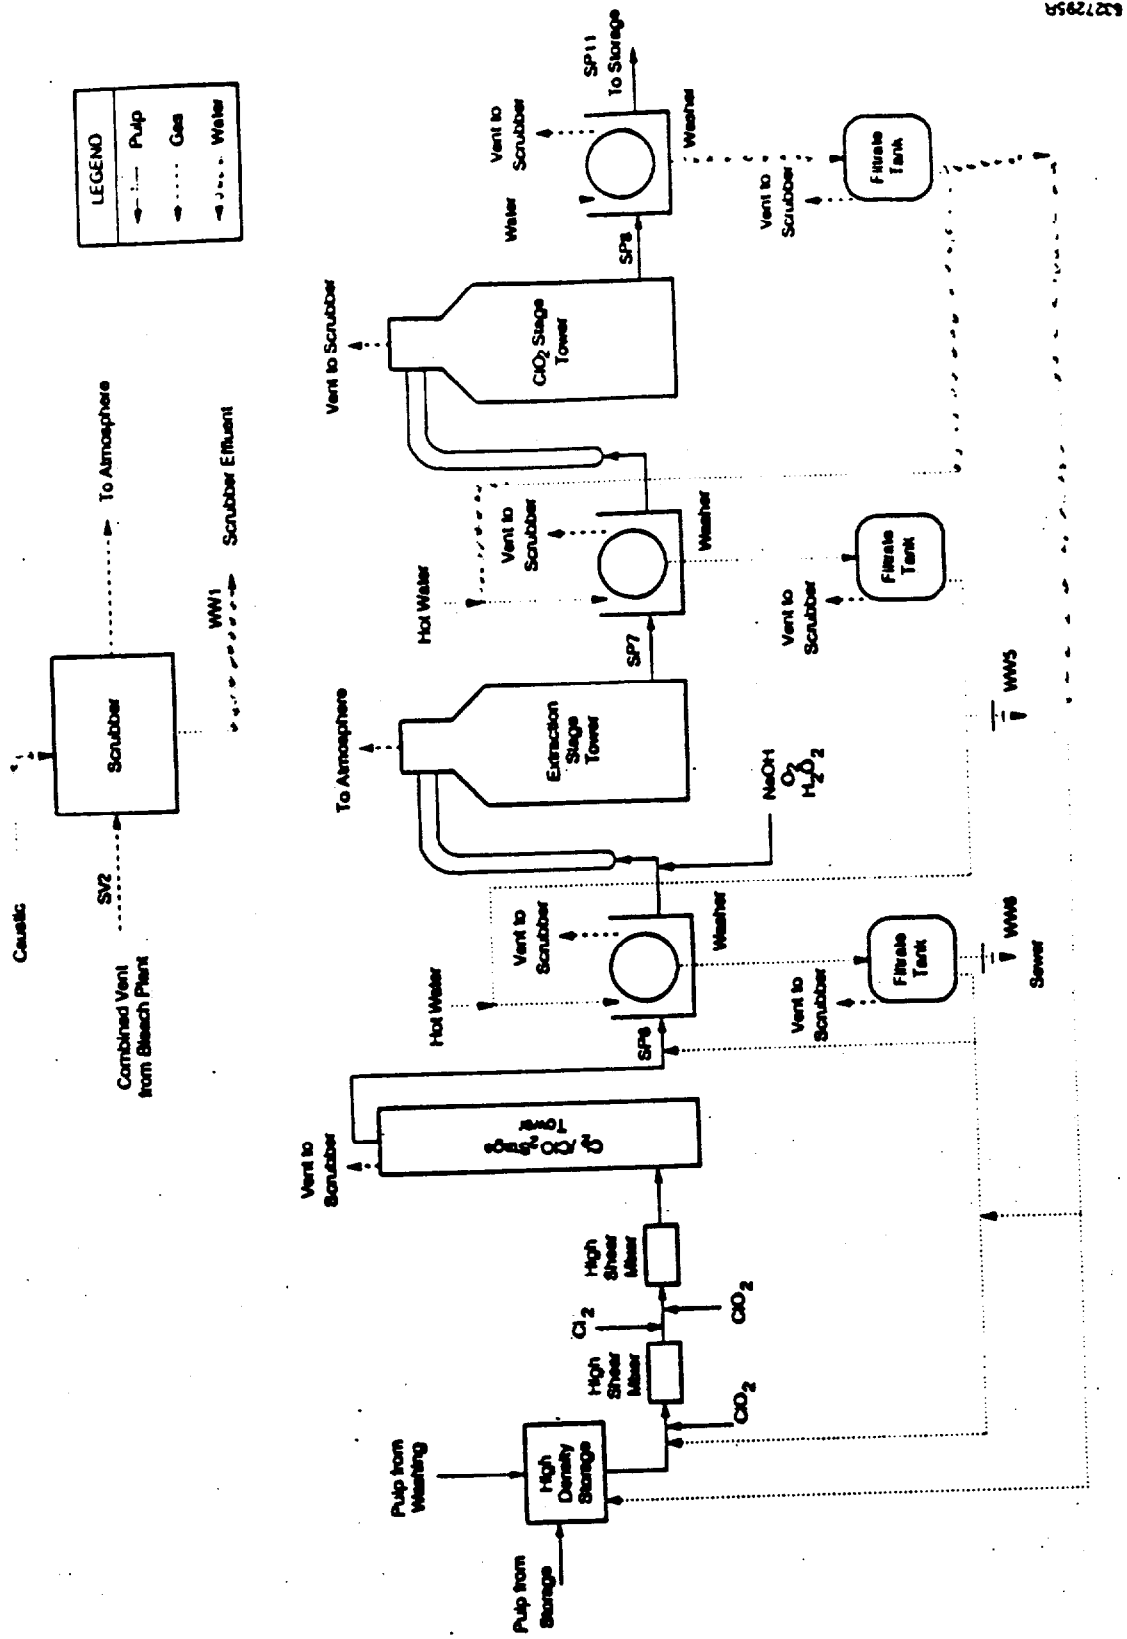 6327295R
LEGEND
Pulp
Gas
Water
Caustic
Combined Vent
from Bleach Plant
SV2
Scrubber
To Atmosphere
WW1
Scrubber Effluent
Pulp from
Storage
Pulp from
Washing
High
Density
Storage
ClO2
High
Shear
Mixer
Cl2
ClO2
High
Shear
Mixer
Vent to
Scrubber
Cl2/ClO2 Stage
Tower
SP6
Hot Water
Vent to
Scrubber
Washer
Vent to
Scrubber
Filtrate
Tank
WW6
Sewer
NaOH
O2
H2O2
To Atmosphere
Extraction
Stage
Tower
SP7
Hot Water
Vent to
Scrubber
Washer
Vent to
Scrubber
Filtrate
Tank
WW5
Vent to Scrubber
ClO2 Stage
Tower
SP8
Water
Vent to
Scrubber
Washer
SP11
To Storage
Vent to
Scrubber
Filtrate
Tank